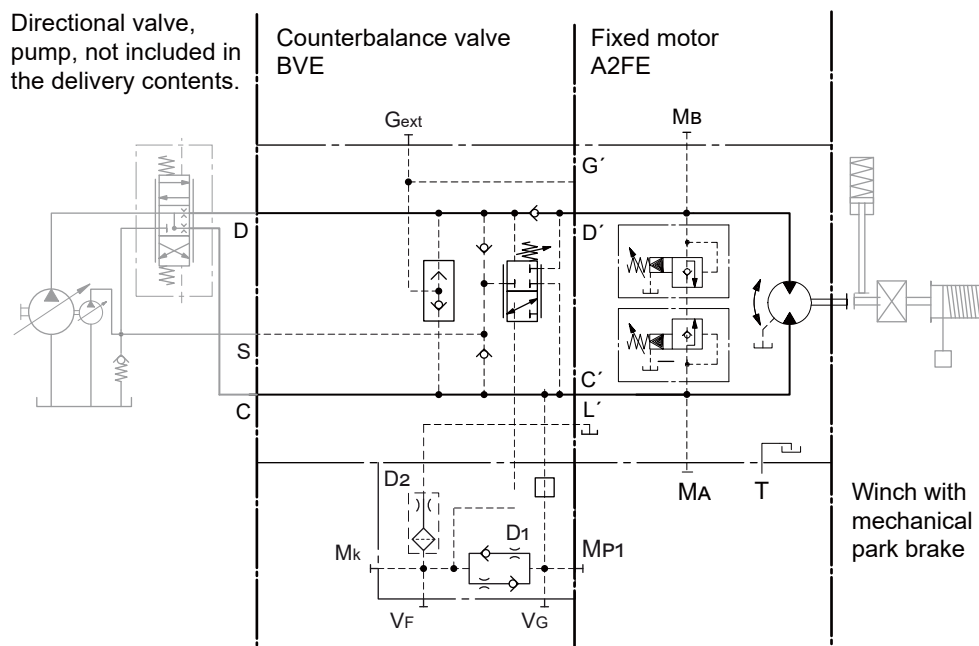 Directional valve,
pump, not included in
the delivery contents.
Counterbalance valve
BVE
Fixed motor
A2FE
Gext
MB
G´
D
D´
S
C´
C
L´
D2
MA
T
Winch with
mechanical
park brake
D1
Mk
MP1
VF
VG